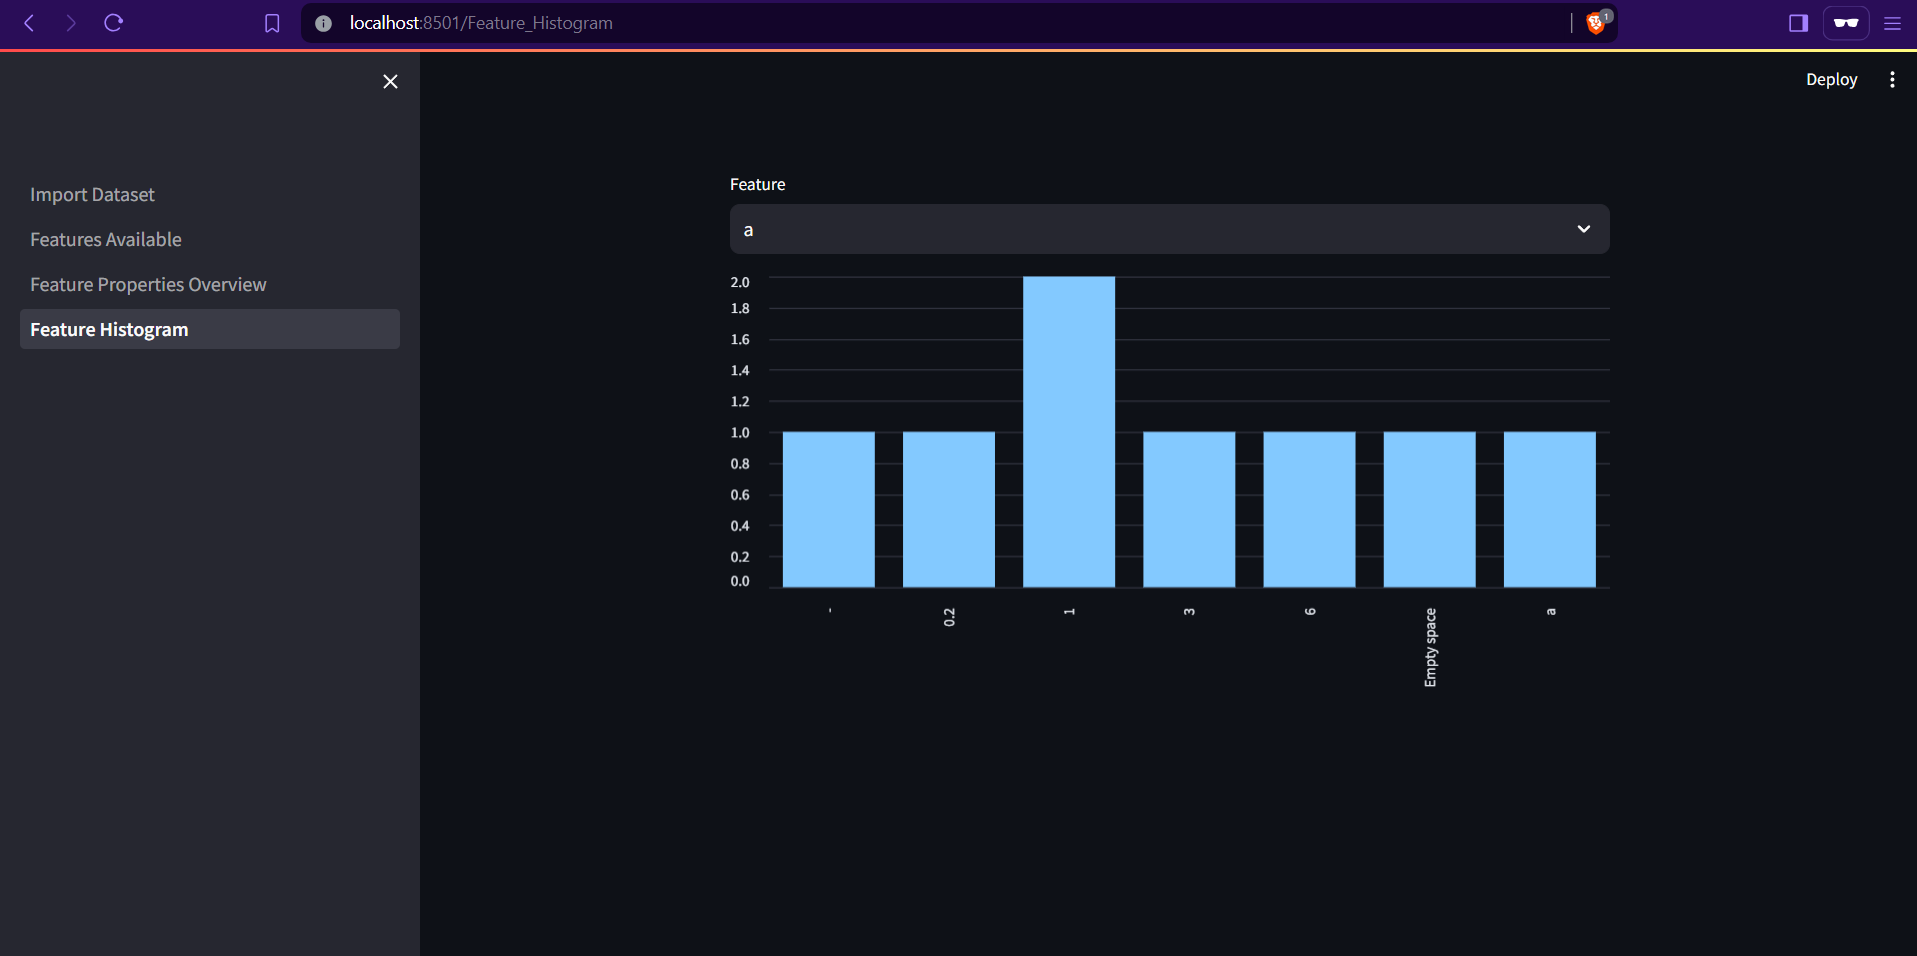 localhost:8501/Feature_Histogram
1
Deploy
Import Dataset
Features Available
Feature Properties Overview
Feature Histogram
Feature
a
2.0
1.8
1.6
1.4
1.2
1.0
0.8
0.6
0.4
0.2
0.0
-
0.2
1
3
6
Empty space
a